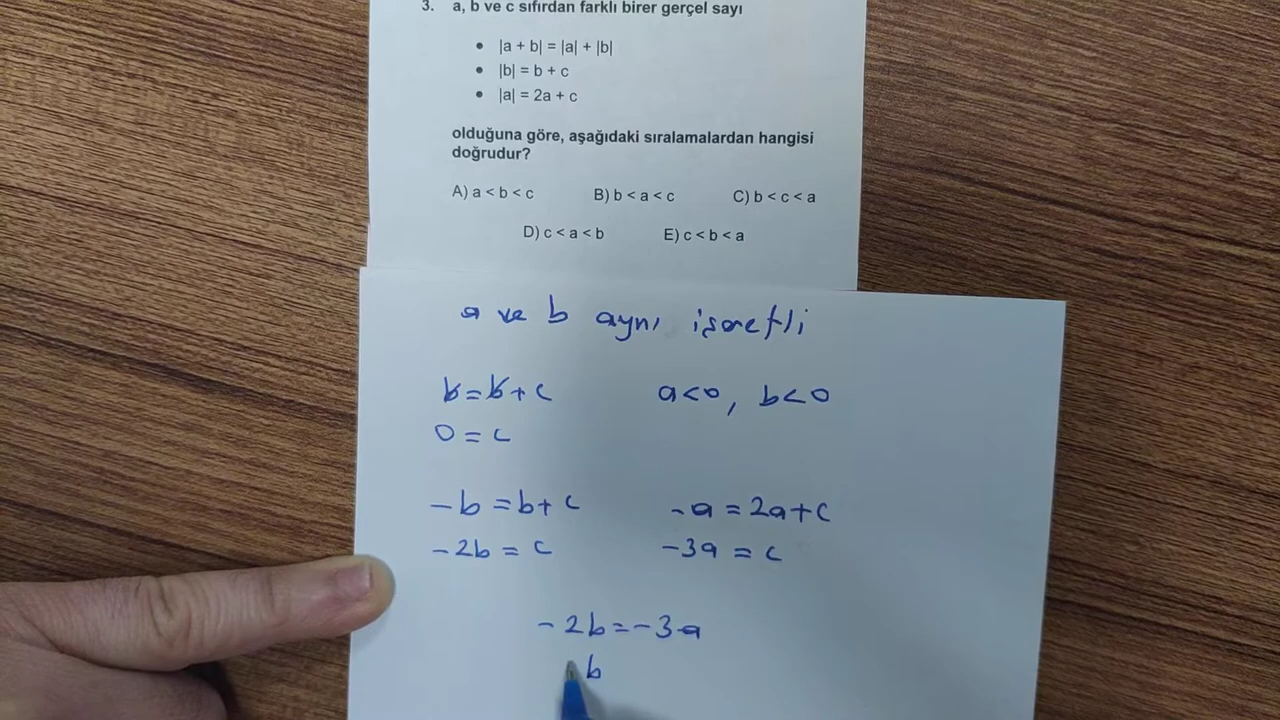 3. a, b ve c sıfırdan farklı birer gerçel sayı
• |a + b| = |a| + |b|
• |b| = b + c
• |a| = 2a + c
olduğuna göre, aşağıdaki sıralamalardan hangisi
doğrudur?
A) a < b < c B) b < a < c C) b < c < a
D) c < a < b E) c < b < a
a ve b aynı işaretli
b = b + c a<0, b<0
0 = c
-b = b + c -a = 2a + c
-2b = c -3a = c
-2b = -3a
b